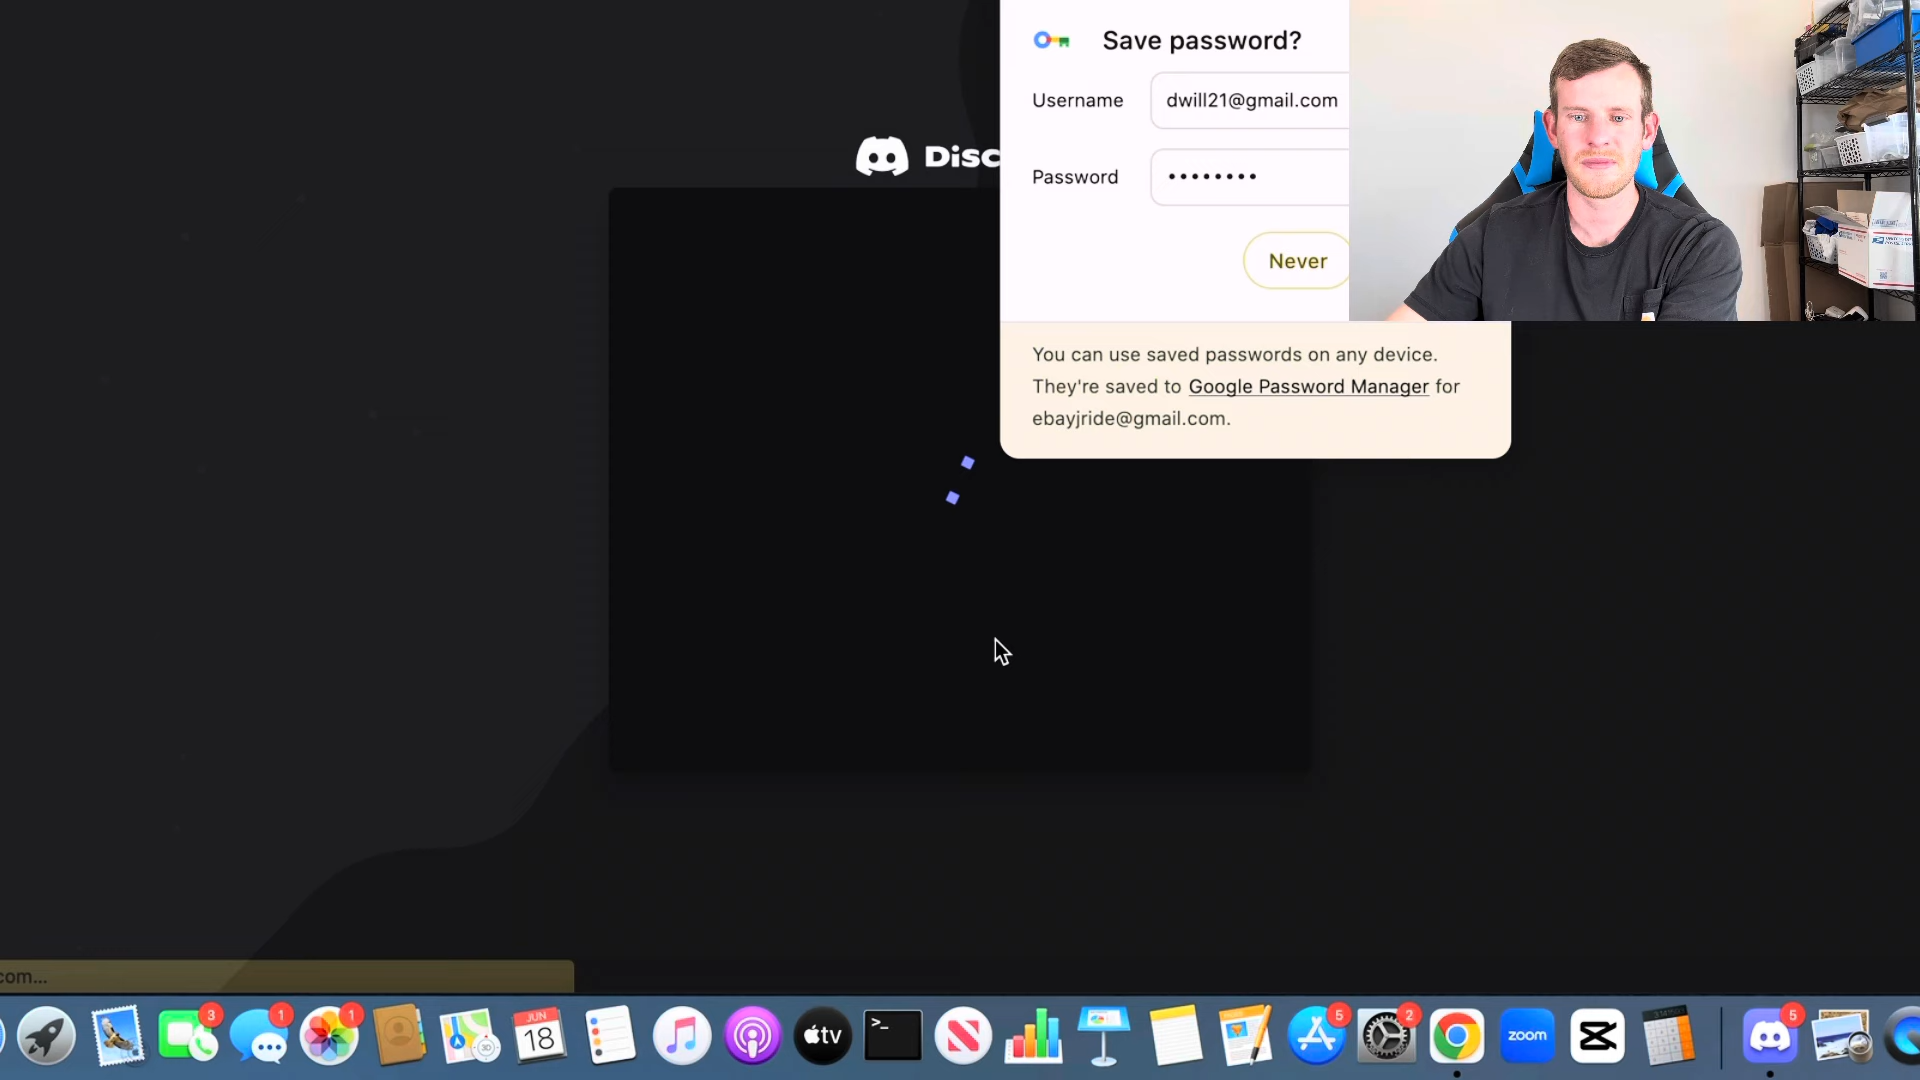 Save password?
Username
dwill21@gmail.com
Disc
Password
••••••••
Never
You can use saved passwords on any device.
They're saved to Google Password Manager for
ebayjride@gmail.com.
com...
3
1
1
JUN
18
3D
tv
>_
5
2
zoom
5